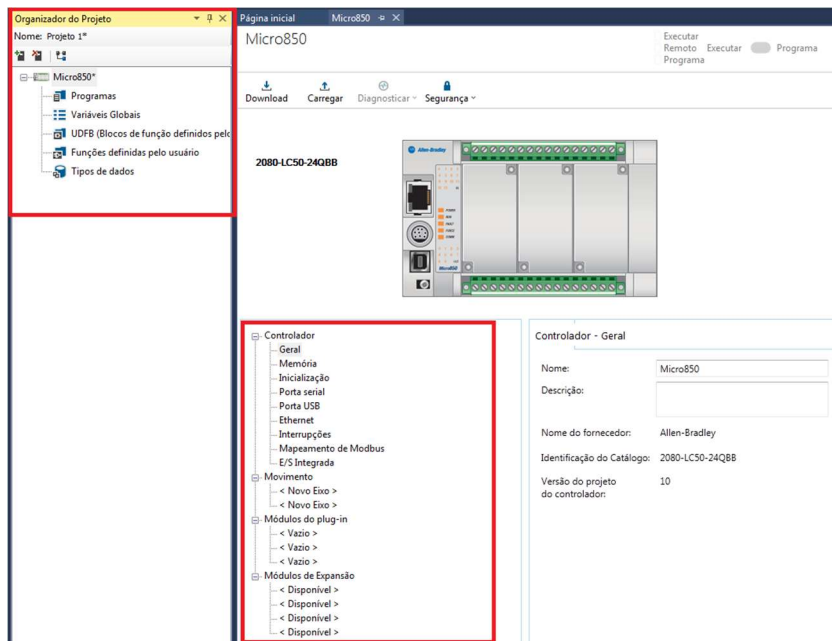 Organizador do Projeto
Nome: Projeto 1*
Micro850*
Programas
Variáveis Globais
UDFB (Blocos de função definidos pelo
Funções definidas pelo usuário
Tipos de dados
Página inicial
Micro850
Micro850
Executar
Remoto Executar Programa
Programa
Download
Carregar
Diagnosticar
Segurança
2080-LC50-24QBB
Allen-Bradley
Micro850
Controlador
Geral
Memória
Inicialização
Porta serial
Porta USB
Ethernet
Interrupções
Mapeamento de Modbus
E/S Integrada
Movimento
< Novo Eixo >
< Novo Eixo >
Módulos do plug-in
< Vazio >
< Vazio >
< Vazio >
Módulos de Expansão
< Disponível >
< Disponível >
< Disponível >
< Disponível >
Controlador - Geral
Nome: Micro850
Descrição:
Nome do fornecedor: Allen-Bradley
Identificação do Catálogo: 2080-LC50-24QBB
Versão do projeto 10
do controlador: